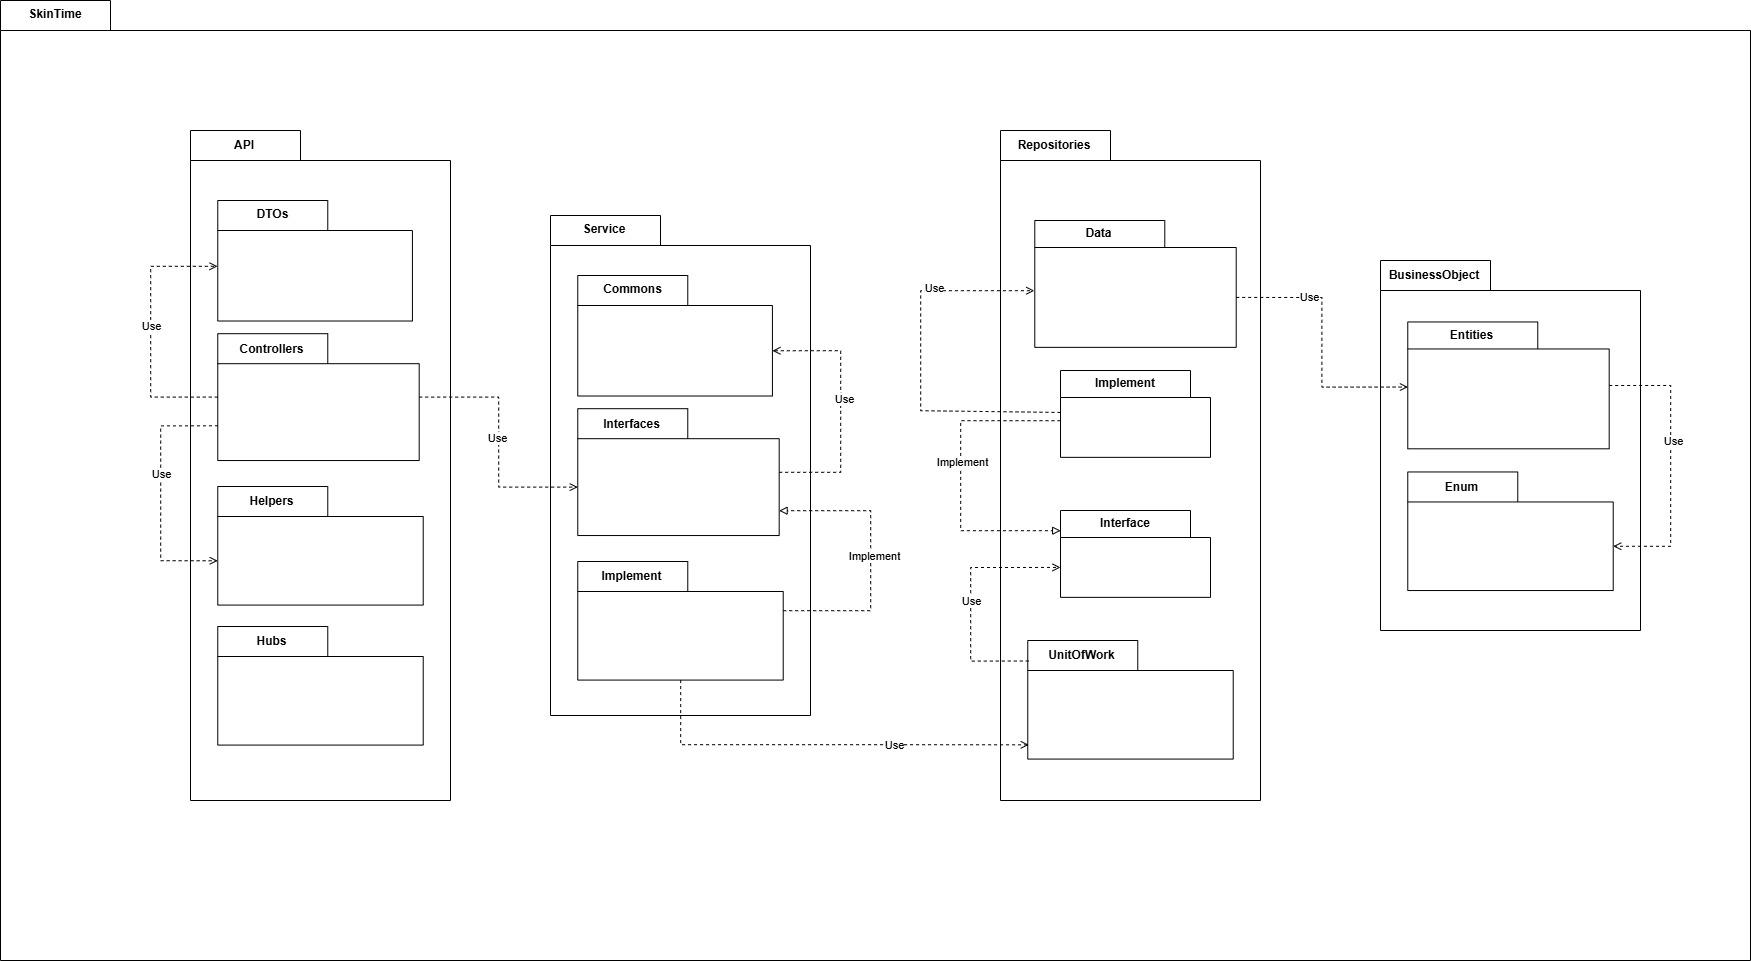 SkinTime
API
DTOs
Use
Controllers
Use
Helpers
Hubs
Use
Service
Commons
Use
Interfaces
Implement
Implement
Use
Repositories
Data
Use
Implement
Implement
Interface
Use
UnitOfWork
Use
BusinessObject
Entities
Use
Enum